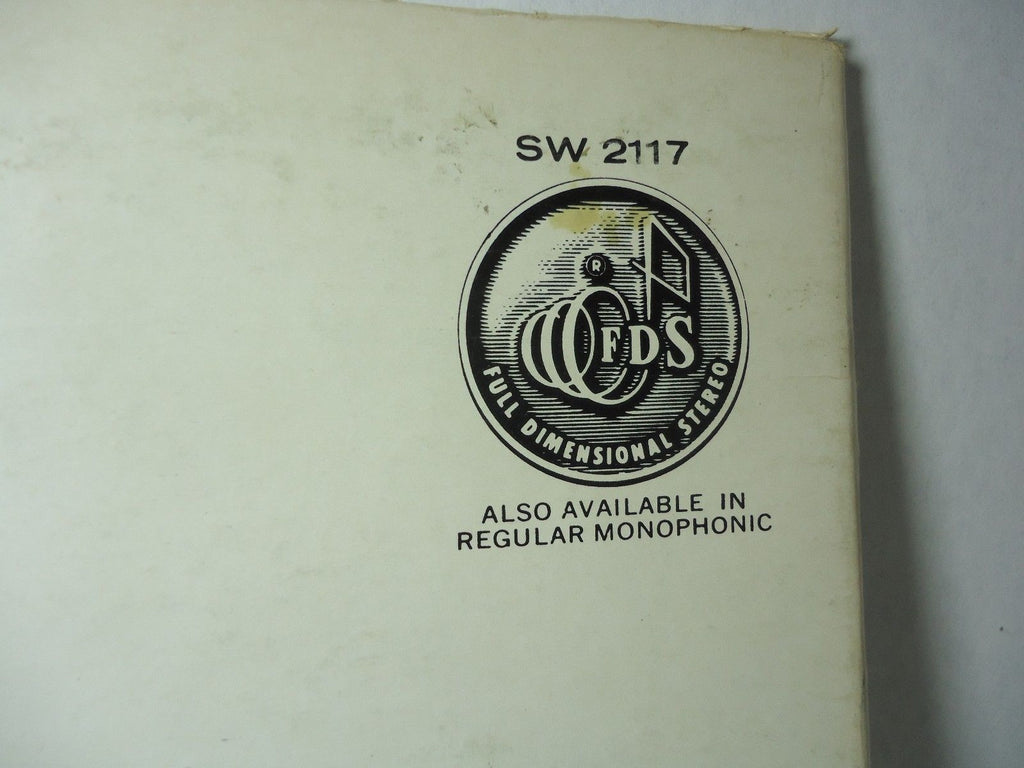 SW 2117
®
FDS
FULL DIMENSIONAL STEREO
ALSO AVAILABLE IN
REGULAR MONOPHONIC